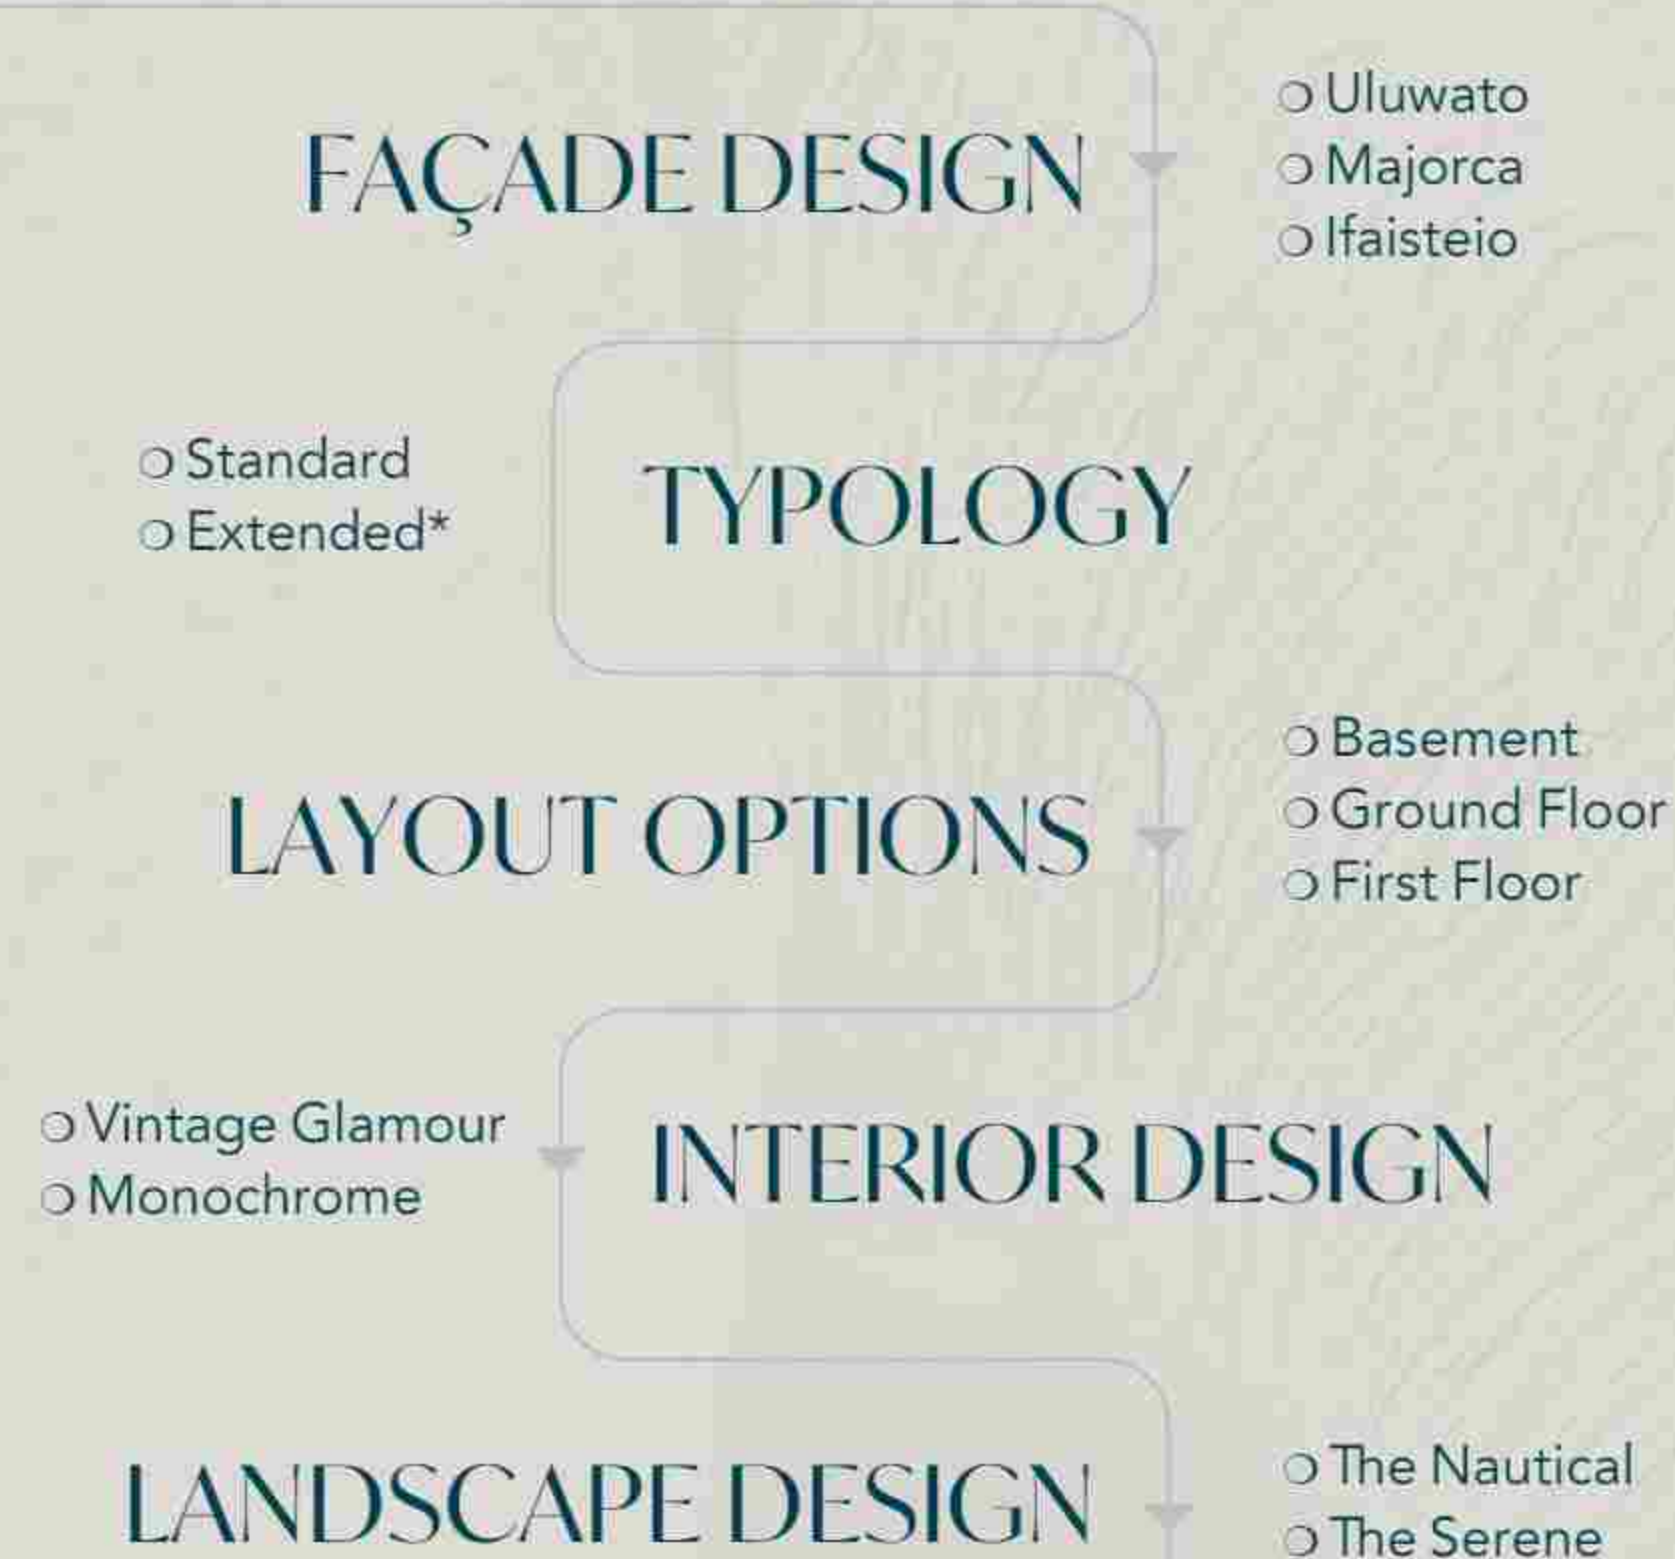 FAÇADE DESIGN
Uluwato
Majorca
Ifaisteio
Standard
Extended*
TYPOLOGY
LAYOUT OPTIONS
Basement
Ground Floor
First Floor
Vintage Glamour
Monochrome
INTERIOR DESIGN
LANDSCAPE DESIGN
The Nautical
The Serene